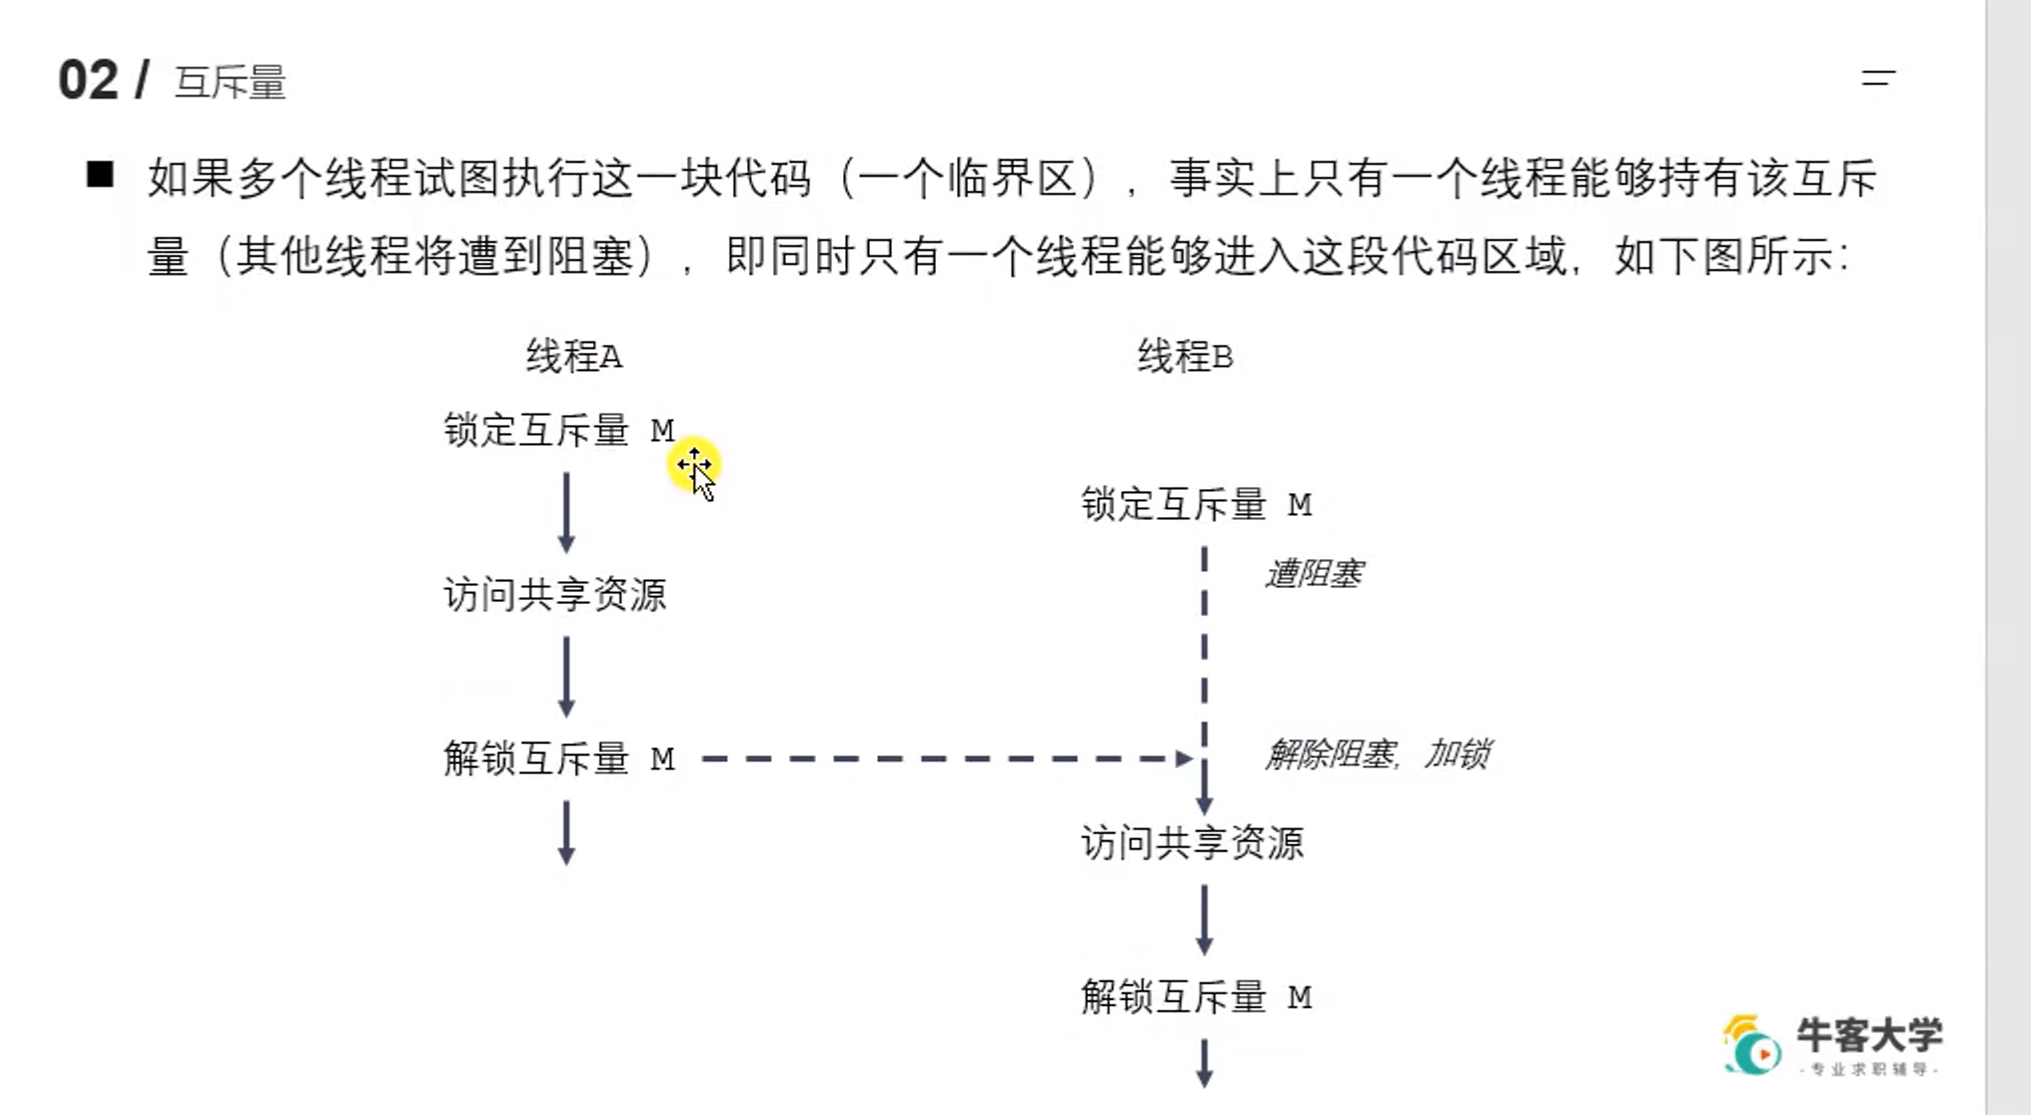 02 / 互斥量
■ 如果多个线程试图执行这一块代码（一个临界区），事实上只有一个线程能够持有该互斥
量（其他线程将遭到阻塞），即同时只有一个线程能够进入这段代码区域，如下图所示：
线程A
线程B
锁定互斥量 M
锁定互斥量 M
遭阻塞
访问共享资源
解锁互斥量 M
解除阻塞，加锁
访问共享资源
解锁互斥量 M
牛客大学
·专业求职辅导·